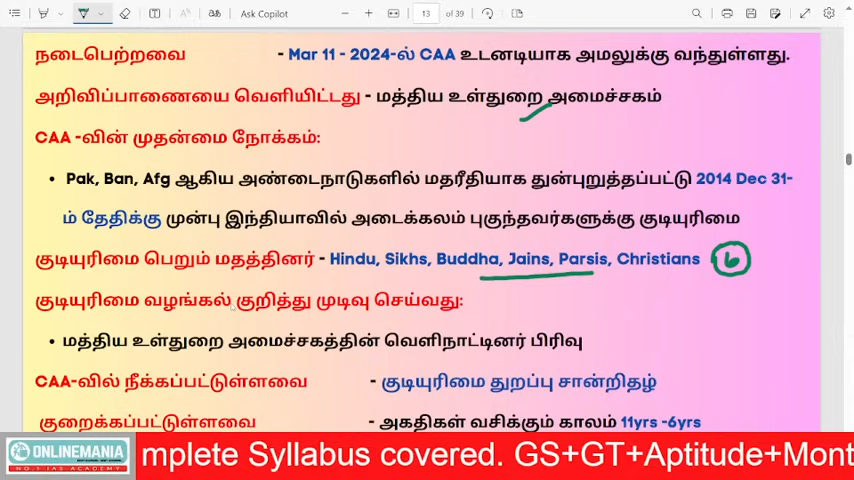 Ask Copilot
13 of 39
நடைபெற்றவை - Mar 11 - 2024-ல் CAA உடனடியாக அமலுக்கு வந்துள்ளது.
அறிவிப்பாணையை வெளியிட்டது - மத்திய உள்துறை அமைச்சகம்
CAA -வின் முதன்மை நோக்கம்:
• Pak, Ban, Afg ஆகிய அண்டைநாடுகளில் மதரீதியாக துன்புறுத்தப்பட்டு 2014 Dec 31-
ம் தேதிக்கு முன்பு இந்தியாவில் அடைக்கலம் புகுந்தவர்களுக்கு குடியுரிமை
குடியுரிமை பெறும் மதத்தினர் - Hindu, Sikhs, Buddha, Jains, Parsis, Christians 6
குடியுரிமை வழங்கல் குறித்து முடிவு செய்வது:
• மத்திய உள்துறை அமைச்சகத்தின் வெளிநாட்டினர் பிரிவு
CAA-வில் நீக்கப்பட்டுள்ளவை - குடியுரிமை துறப்பு சான்றிதழ்
குறைக்கப்பட்டுள்ளவை - அகதிகள் வசிக்கும் காலம் 11yrs -6yrs
ONLINEMANIA
NO.1 IAS ACADEMY
mplete Syllabus covered. GS+GT+Aptitude+Mont